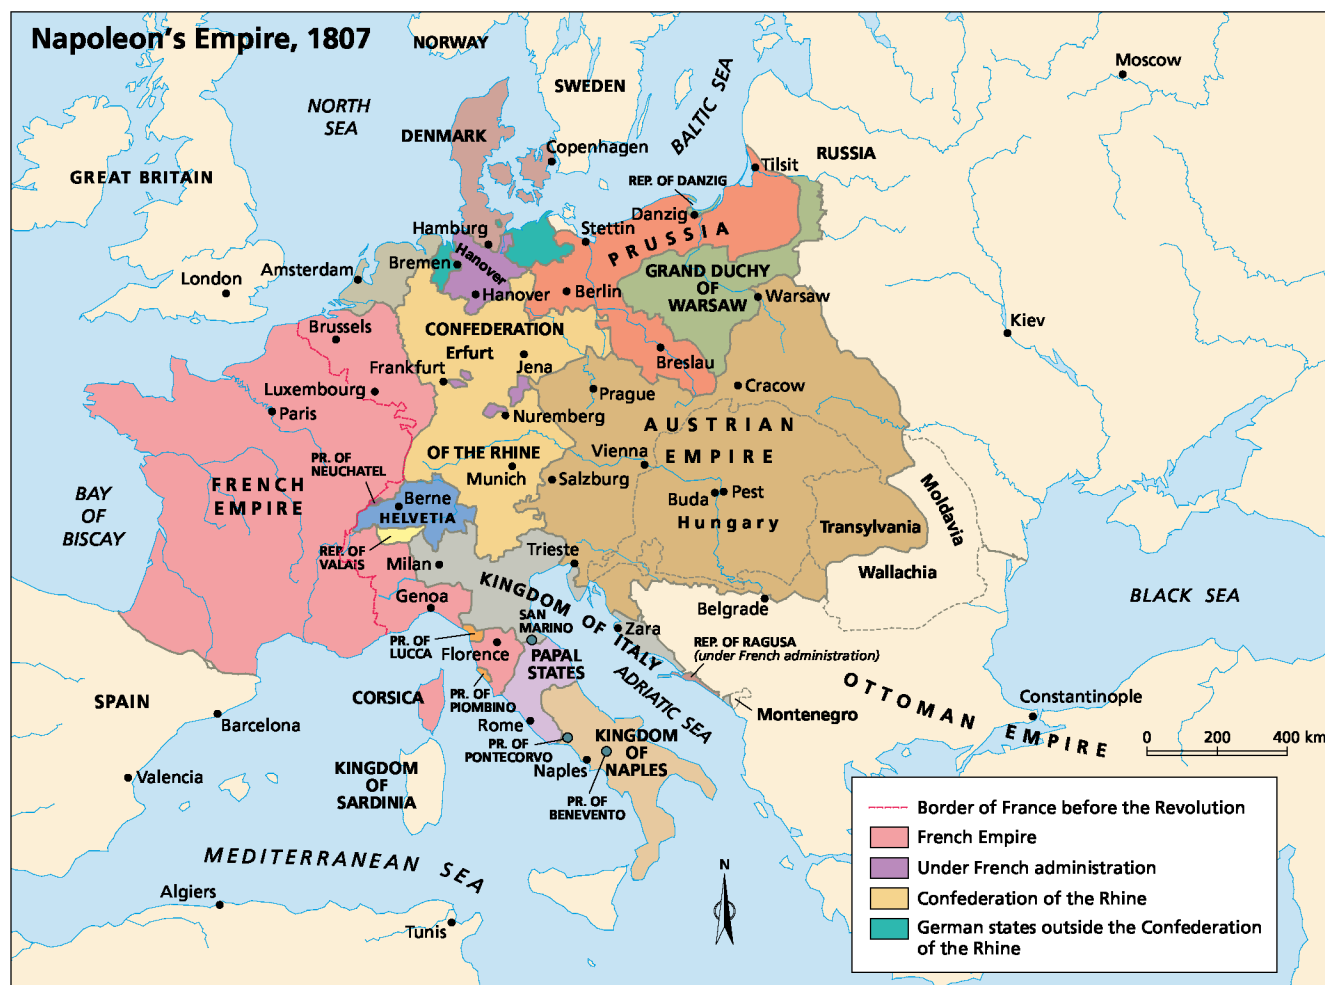 Napoleon's Empire, 1807
NORWAY
SWEDEN
Moscow
NORTH
SEA
BALTIC SEA
DENMARK
Copenhagen
RUSSIA
Tilsit
GREAT BRITAIN
REP. OF DANZIG
Danzig
Hamburg
Stettin
PRUSSIA
Bremen
Hanover
London
Amsterdam
Hanover
Berlin
GRAND DUCHY
OF
WARSAW
Warsaw
Kiev
Brussels
CONFEDERATION
Erfurt
Jena
Frankfurt
Breslau
Luxembourg
Prague
Cracow
Paris
Nuremberg
AUSTRIAN
EMPIRE
OF THE RHINE
Vienna
Munich
Salzburg
PR. OF
NEUCHATEL
FRENCH
EMPIRE
Berne
HELVETIA
Buda
Pest
Hungary
Transylvania
Moldavia
BAY
OF
BISCAY
REP. OF
VALAIS
Milan
Trieste
Wallachia
Genoa
KINGDOM OF ITALY
Belgrade
BLACK SEA
SAN
MARINO
Zara
PR. OF
LUCCA
Florence
PAPAL
STATES
REP. OF RAGUSA
(under French administration)
ADRIATIC SEA
SPAIN
CORSICA
PR. OF
PIOMBINO
Rome
Montenegro
OTTOMAN EMPIRE
Constantinople
Barcelona
PR. OF
PONTECORVO
KINGDOM
OF
NAPLES
Naples
PR. OF
BENEVENTO
Valencia
KINGDOM
OF
SARDINIA
0 200 400 km
MEDITERRANEAN SEA
Algiers
Tunis
N
Border of France before the Revolution
French Empire
Under French administration
Confederation of the Rhine
German states outside the Confederation
of the Rhine